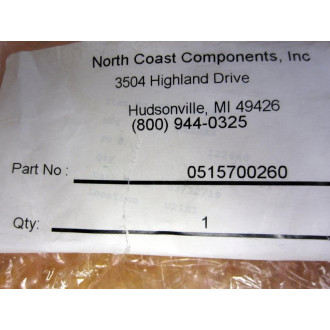 North Coast Components, Inc
3504 Highland Drive
Hudsonville, MI 49426
(800) 944-0325
Part No : 0515700260
Qty: 1